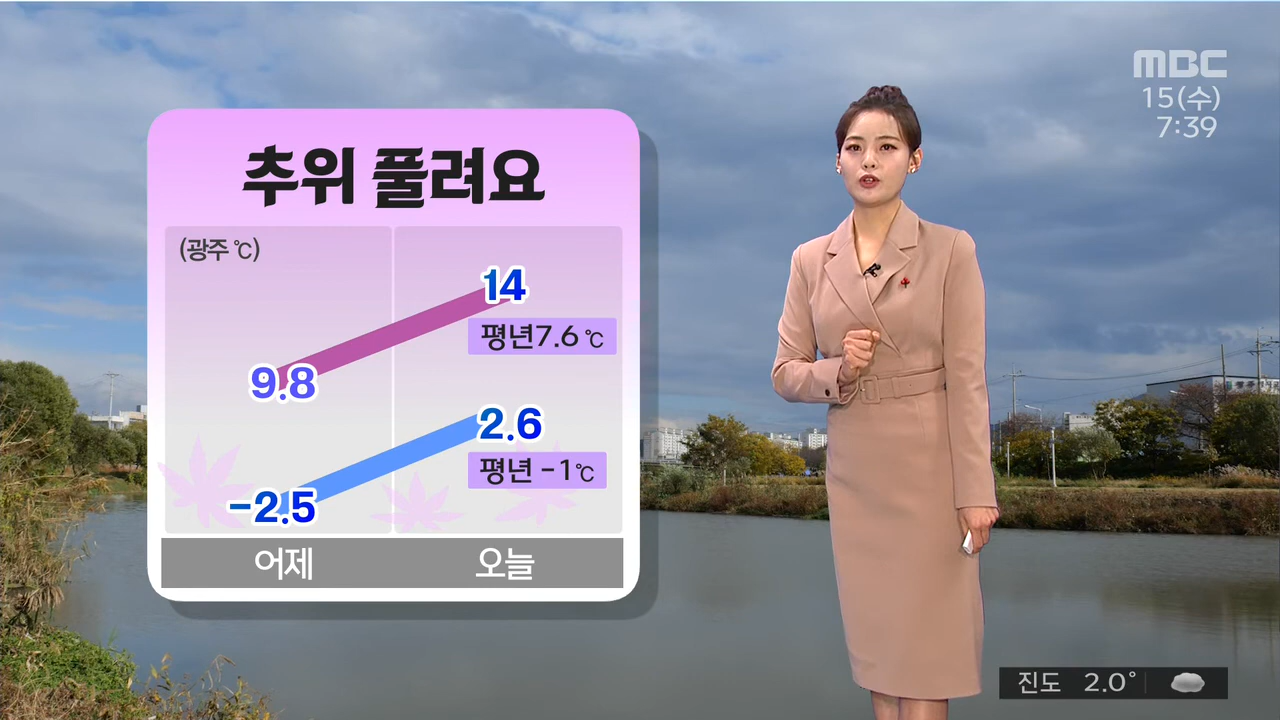 MBC
15(수)
7:39
추위 풀려요
(광주 ℃)
14
평년7.6 ℃
9.8
2.6
평년 -1℃
-2.5
어제 오늘
진도 2.0°